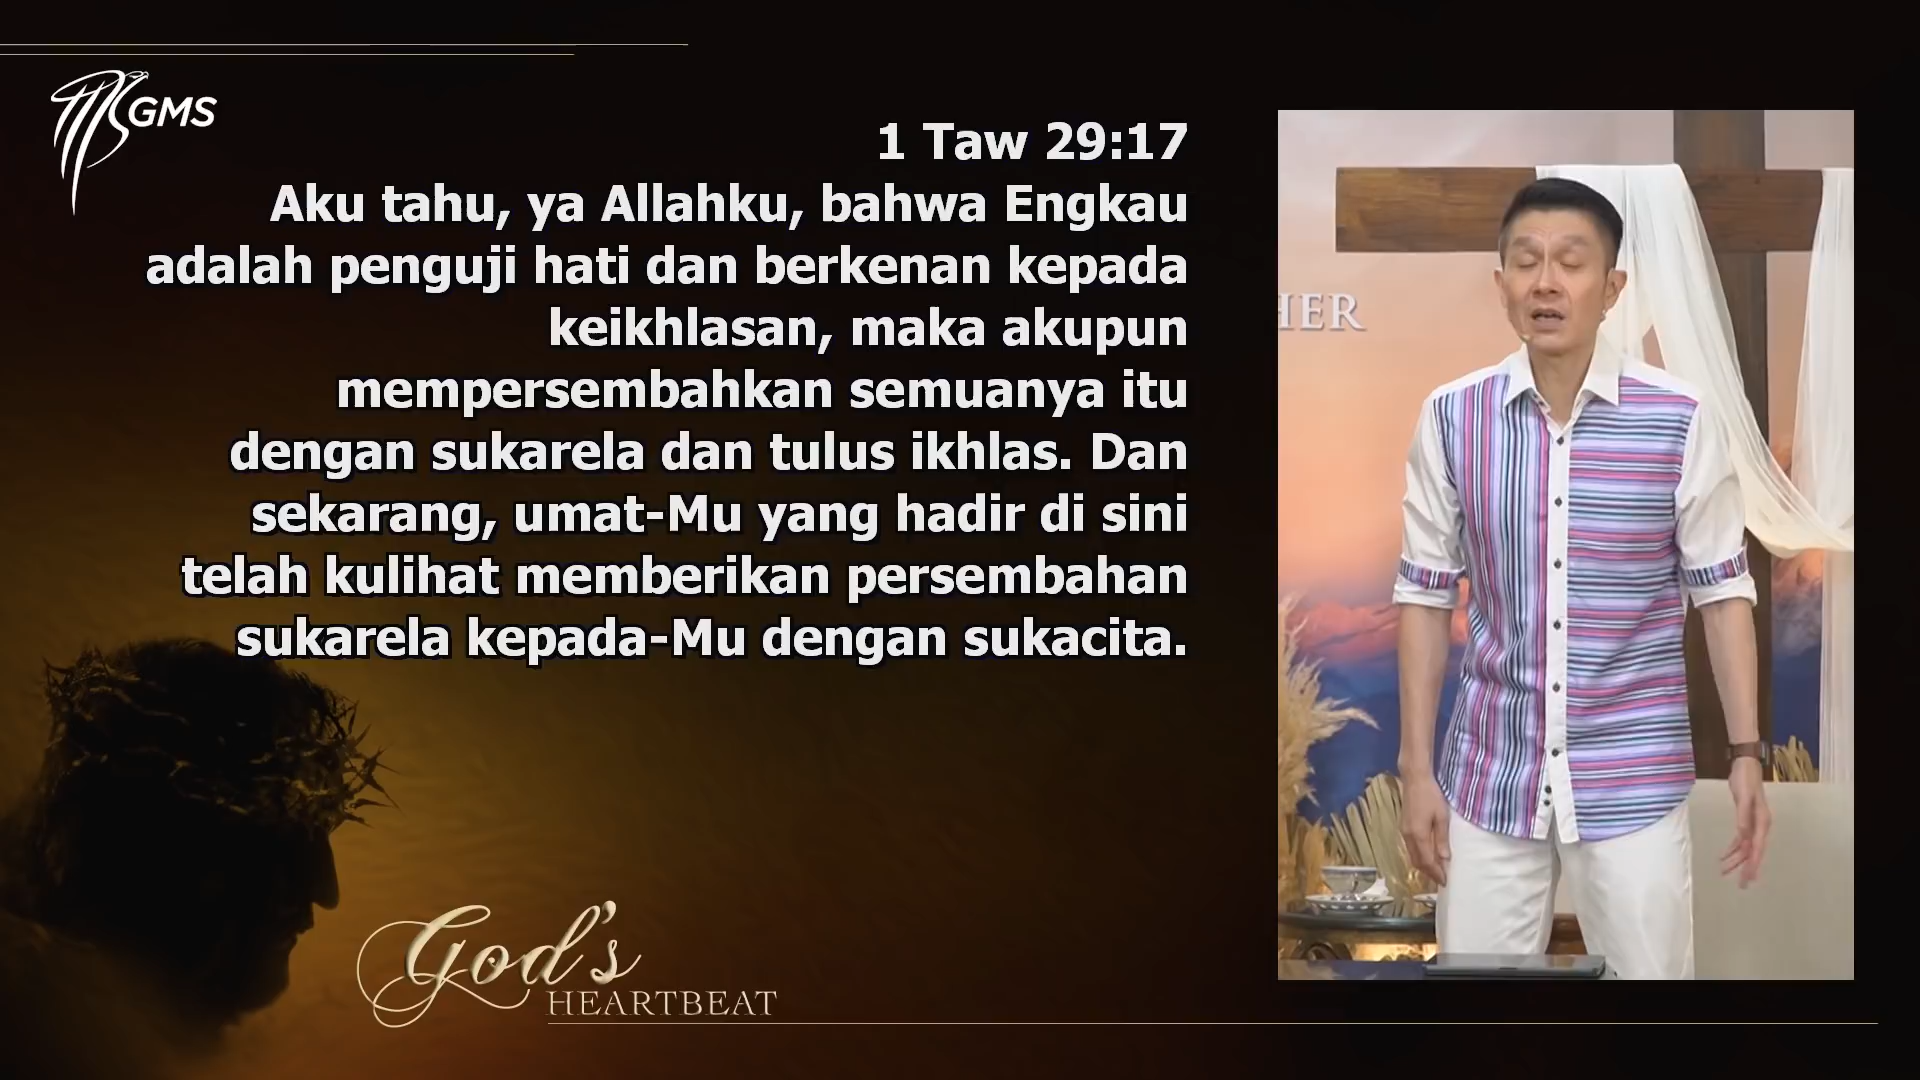 GMS
1 Taw 29:17
Aku tahu, ya Allahku, bahwa Engkau
adalah penguji hati dan berkenan kepada
keikhlasan, maka akupun
mempersembahkan semuanya itu
dengan sukarela dan tulus ikhlas. Dan
sekarang, umat-Mu yang hadir di sini
telah kulihat memberikan persembahan
sukarela kepada-Mu dengan sukacita.
HER
God's
HEARTBEAT